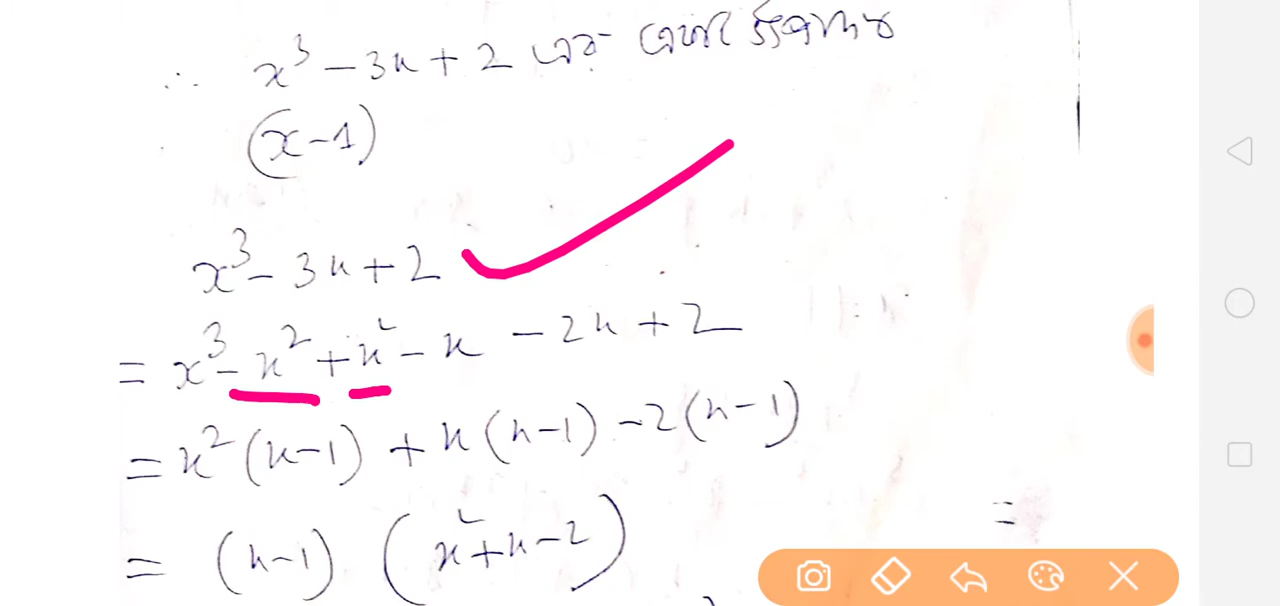 ∴ x³ - 3x + 2 এর একটি উৎপাদক
(x-1)
x³ - 3x + 2
= x³ - x² + x² - x - 2x + 2
= x² (x-1) + x (x-1) - 2 (x-1)
= (x-1) (x² + x - 2)
=